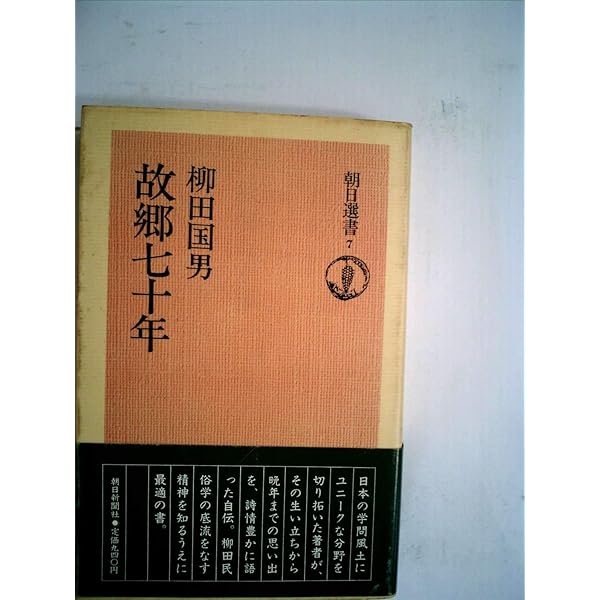 朝日選書 7
柳田国男
故郷七十年
日本の学問風土に
ユニークな分野を
切り拓いた著者が、
その生い立ちから
晩年までの思い出
を、詩情豊かに語
った自伝。柳田民
俗学の底流をなす
精神を知るうえに
最適の書。
朝日新聞社●定価九四〇円